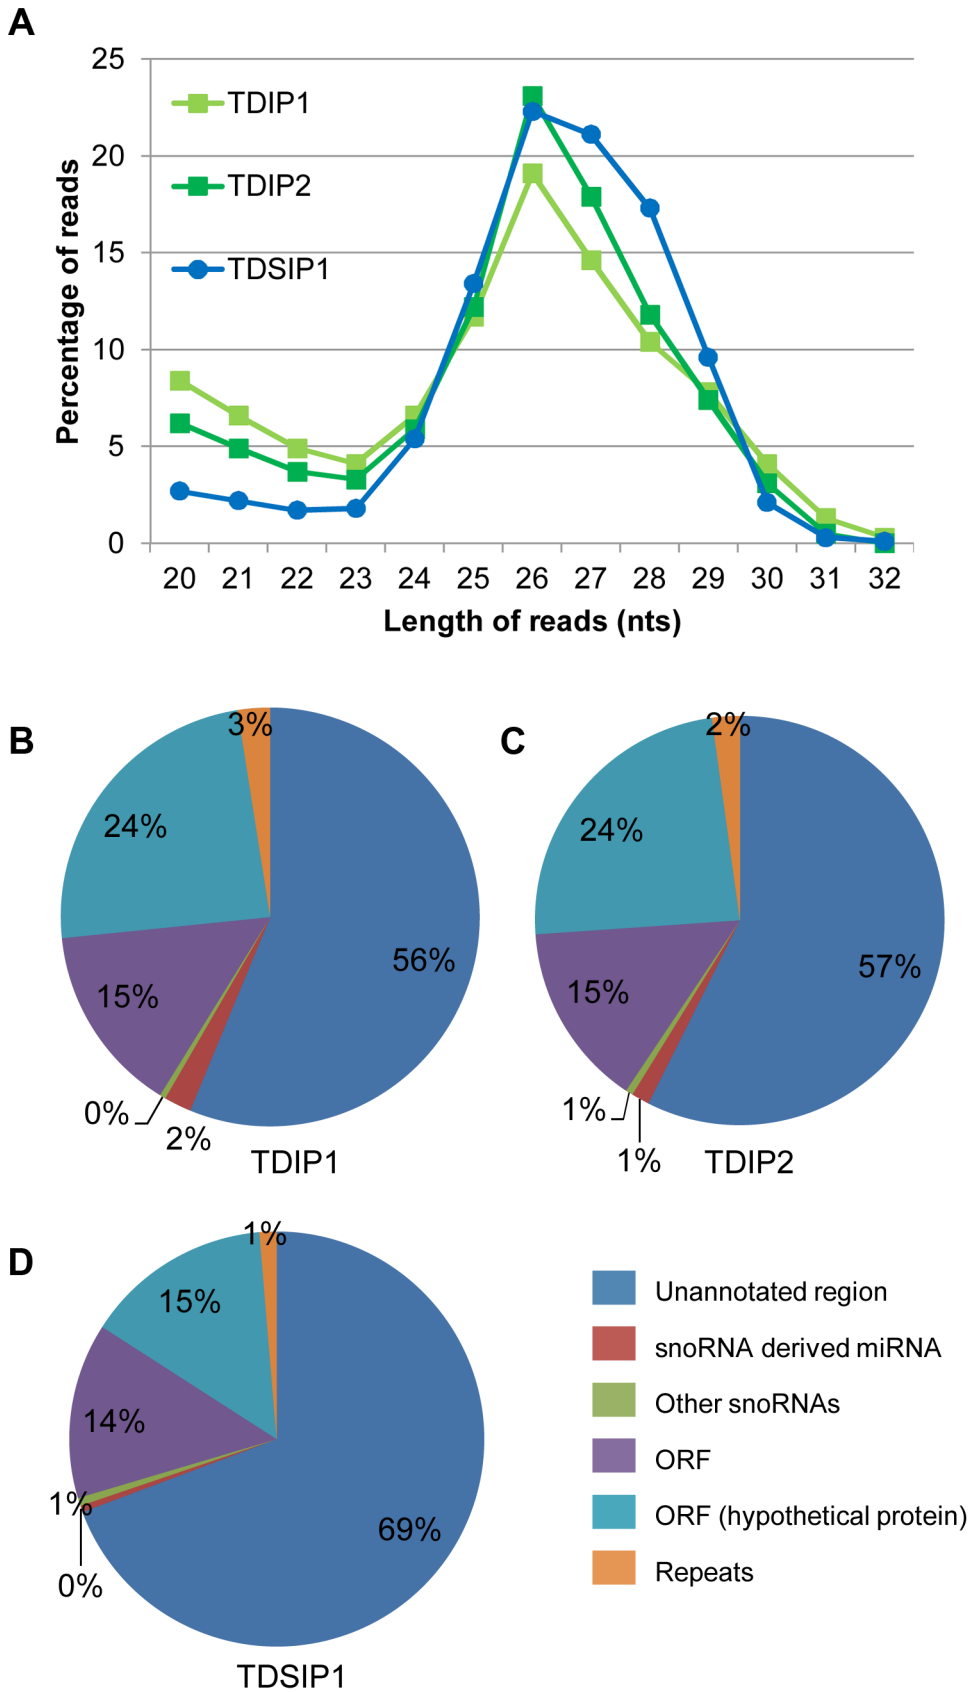 A
25
20
15
10
5
0
Percentage of reads
TDIP1
TDIP2
TDSIP1
20 21 22 23 24 25 26 27 28 29 30 31 32
Length of reads (nts)
B
3%
24%
56%
15%
0%
2%
TDIP1
C
2%
24%
57%
15%
1%
1%
TDIP2
D
1%
15%
14%
1%
69%
0%
TDSIP1
Unannotated region
snoRNA derived miRNA
Other snoRNAs
ORF
ORF (hypothetical protein)
Repeats